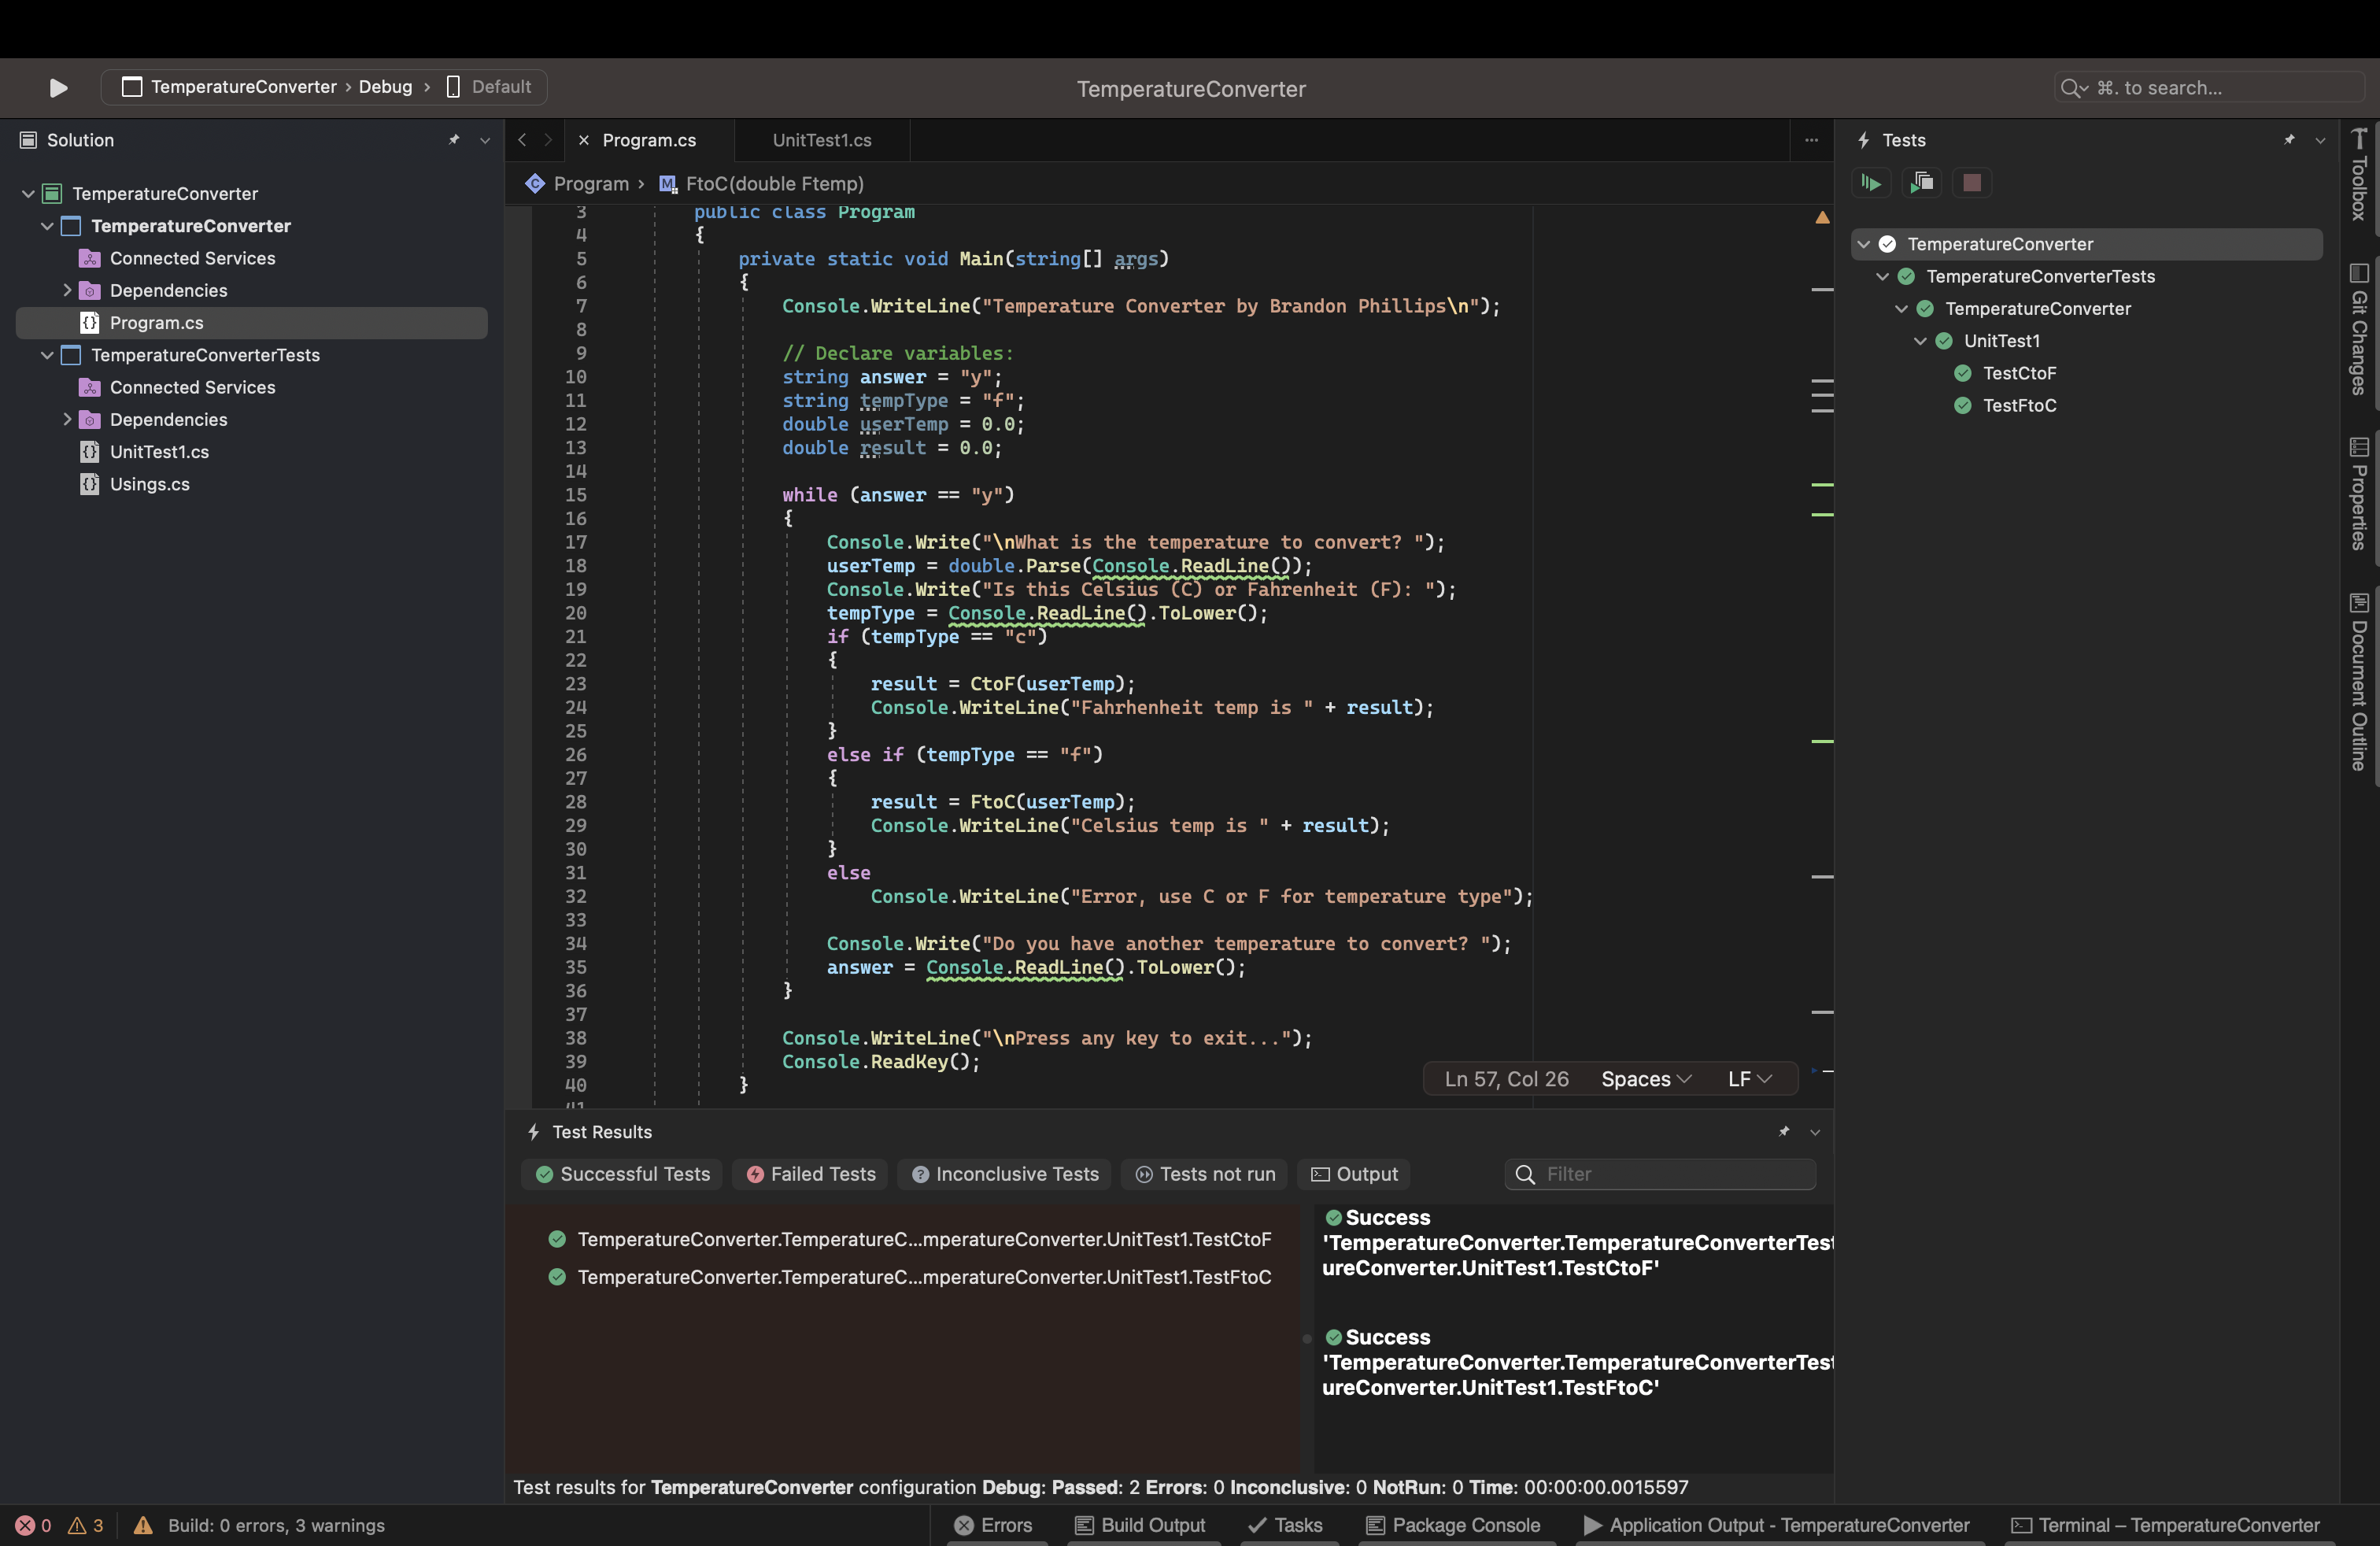 TemperatureConverter › Debug › Default
TemperatureConverter
⌘. to search...
Solution
TemperatureConverter
TemperatureConverter
Connected Services
Dependencies
Program.cs
TemperatureConverterTests
Connected Services
Dependencies
UnitTest1.cs
Usings.cs
Program.cs
UnitTest1.cs
Program › FtoC(double Ftemp)
3 public class Program
4 {
5 private static void Main(string[] args)
6 {
7 Console.WriteLine("Temperature Converter by Brandon Phillips\n");
8
9 // Declare variables:
10 string answer = "y";
11 string tempType = "f";
12 double userTemp = 0.0;
13 double result = 0.0;
14
15 while (answer == "y")
16 {
17 Console.Write("\nWhat is the temperature to convert? ");
18 userTemp = double.Parse(Console.ReadLine());
19 Console.Write("Is this Celsius (C) or Fahrenheit (F): ");
20 tempType = Console.ReadLine().ToLower();
21 if (tempType == "c")
22 {
23 result = CtoF(userTemp);
24 Console.WriteLine("Fahrhenheit temp is " + result);
25 }
26 else if (tempType == "f")
27 {
28 result = FtoC(userTemp);
29 Console.WriteLine("Celsius temp is " + result);
30 }
31 else
32 Console.WriteLine("Error, use C or F for temperature type");
33
34 Console.Write("Do you have another temperature to convert? ");
35 answer = Console.ReadLine().ToLower();
36 }
37
38 Console.WriteLine("\nPress any key to exit...");
39 Console.ReadKey();
40 }
41
Ln 57, Col 26 Spaces LF
Test Results
Successful Tests Failed Tests Inconclusive Tests Tests not run Output Filter
TemperatureConverter.TemperatureC...mperatureConverter.UnitTest1.TestCtoF
TemperatureConverter.TemperatureC...mperatureConverter.UnitTest1.TestFtoC
Success
'TemperatureConverter.TemperatureConverterTest
ureConverter.UnitTest1.TestCtoF'
Success
'TemperatureConverter.TemperatureConverterTest
ureConverter.UnitTest1.TestFtoC'
Test results for TemperatureConverter configuration Debug: Passed: 2 Errors: 0 Inconclusive: 0 NotRun: 0 Time: 00:00:00.0015597
Tests
TemperatureConverter
TemperatureConverterTests
TemperatureConverter
UnitTest1
TestCtoF
TestFtoC
Toolbox
Git Changes
Properties
Document Outline
0 3 Build: 0 errors, 3 warnings
Errors Build Output Tasks Package Console Application Output - TemperatureConverter Terminal – TemperatureConverter